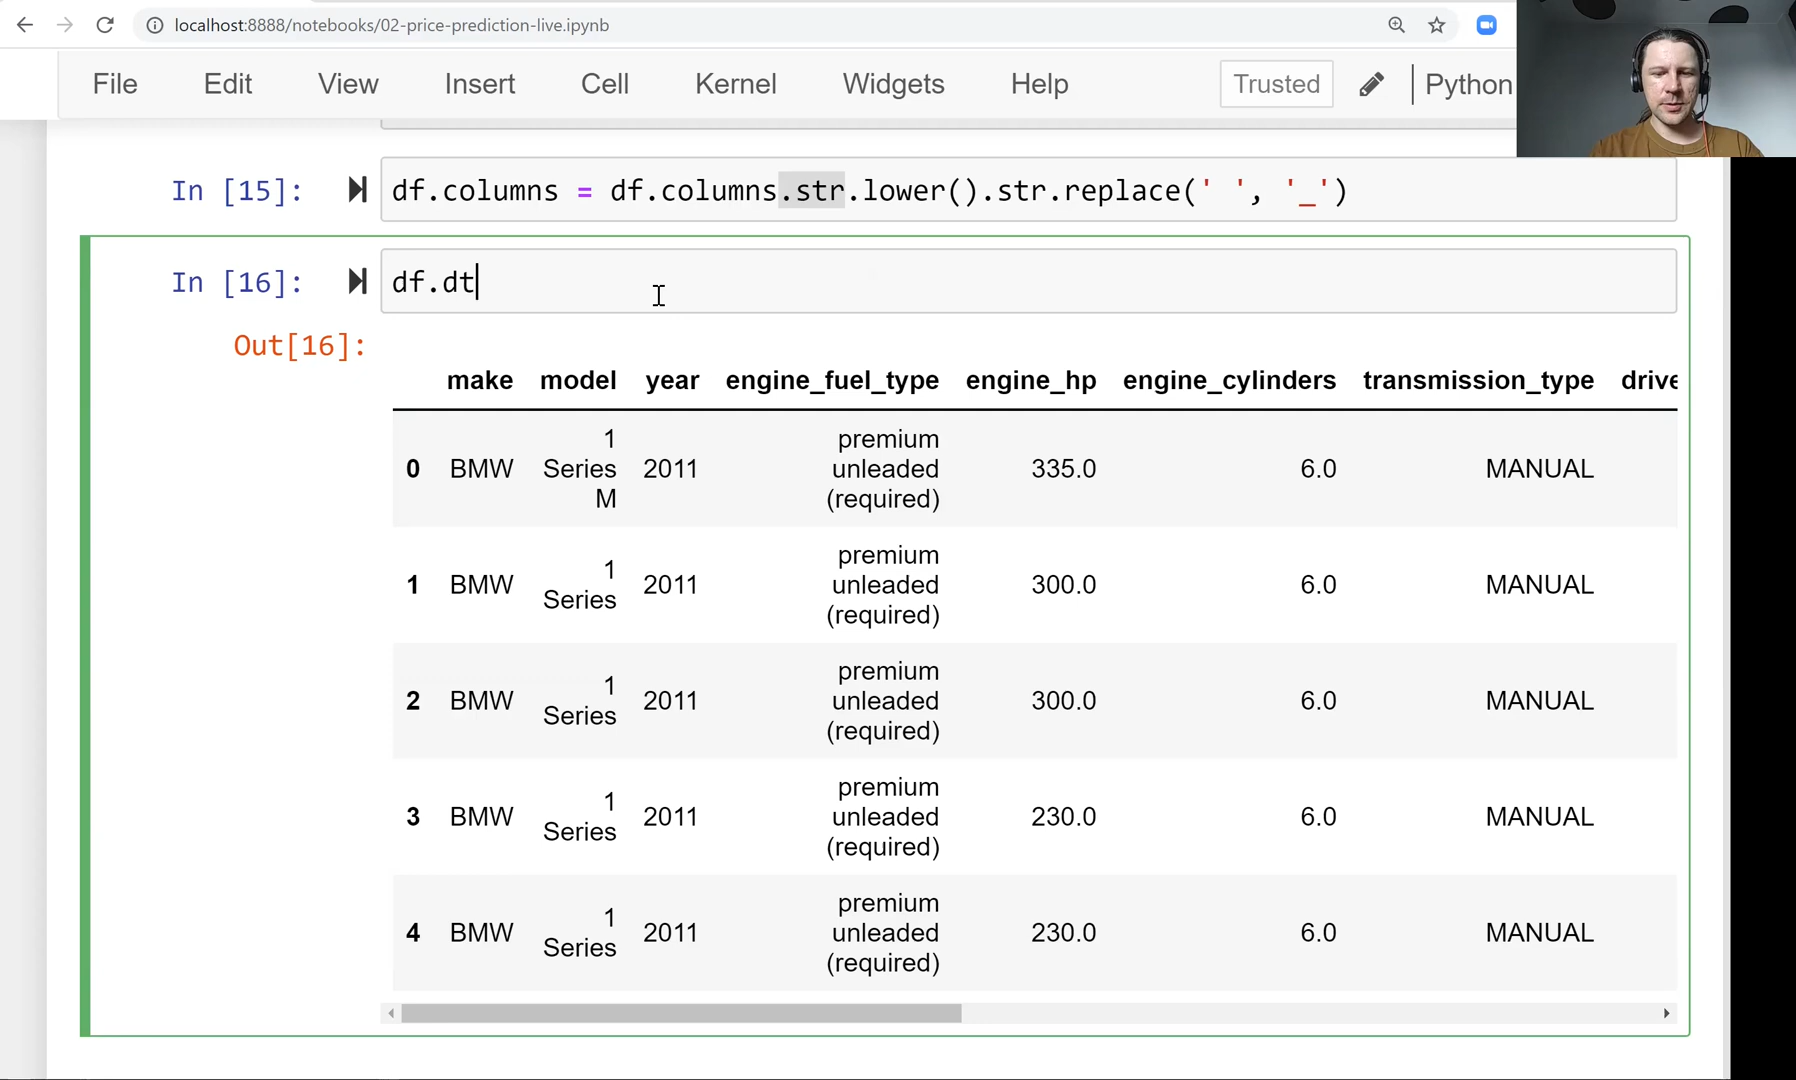 localhost:8888/notebooks/02-price-prediction-live.ipynb
File Edit View Insert Cell Kernel Widgets Help Trusted Python
In [15]: df.columns = df.columns.str.lower().str.replace(' ', '_')
In [16]: df.dt
Out[16]:
make model year engine_fuel_type engine_hp engine_cylinders transmission_type drive
0 BMW 1 Series M 2011 premium unleaded (required) 335.0 6.0 MANUAL
1 BMW 1 Series 2011 premium unleaded (required) 300.0 6.0 MANUAL
2 BMW 1 Series 2011 premium unleaded (required) 300.0 6.0 MANUAL
3 BMW 1 Series 2011 premium unleaded (required) 230.0 6.0 MANUAL
4 BMW 1 Series 2011 premium unleaded (required) 230.0 6.0 MANUAL